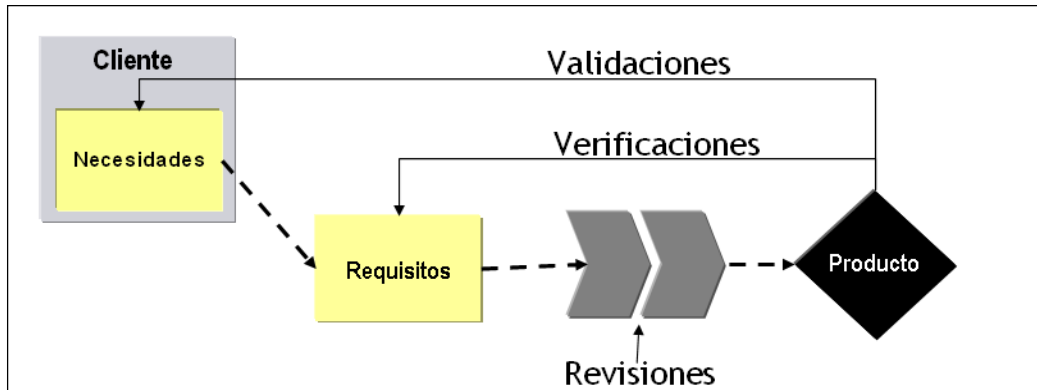 Cliente
Validaciones
Necesidades
Verificaciones
Requisitos
Producto
Revisiones